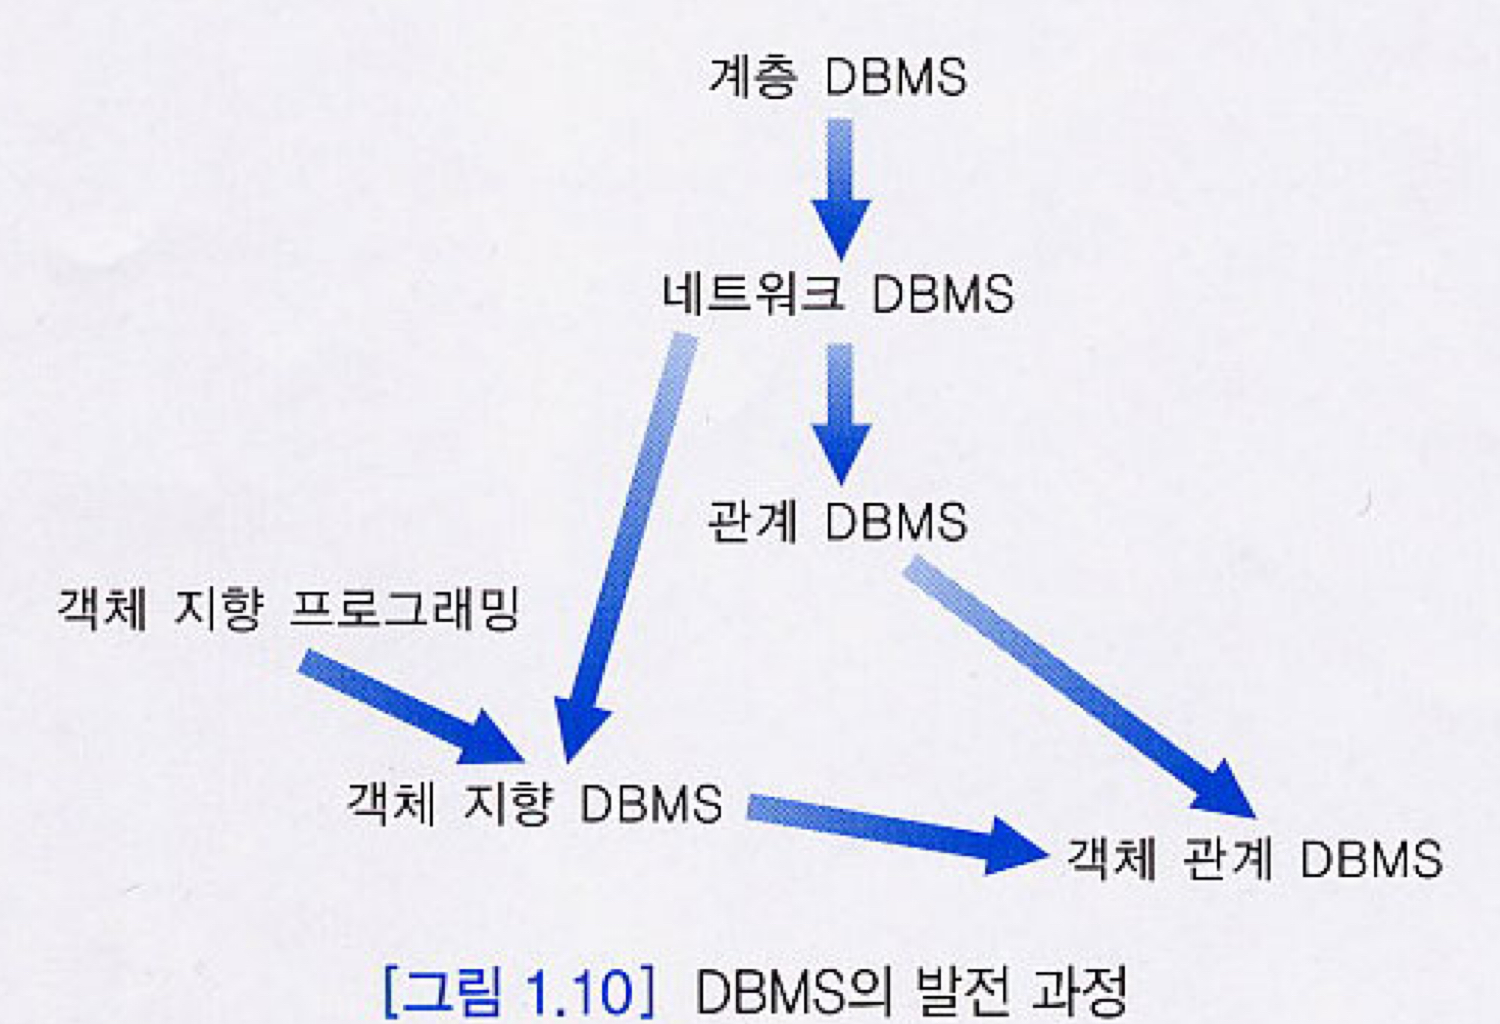 계층 DBMS
네트워크 DBMS
관계 DBMS
객체 지향 프로그래밍
객체 지향 DBMS
객체 관계 DBMS
[그림 1.10] DBMS의 발전 과정